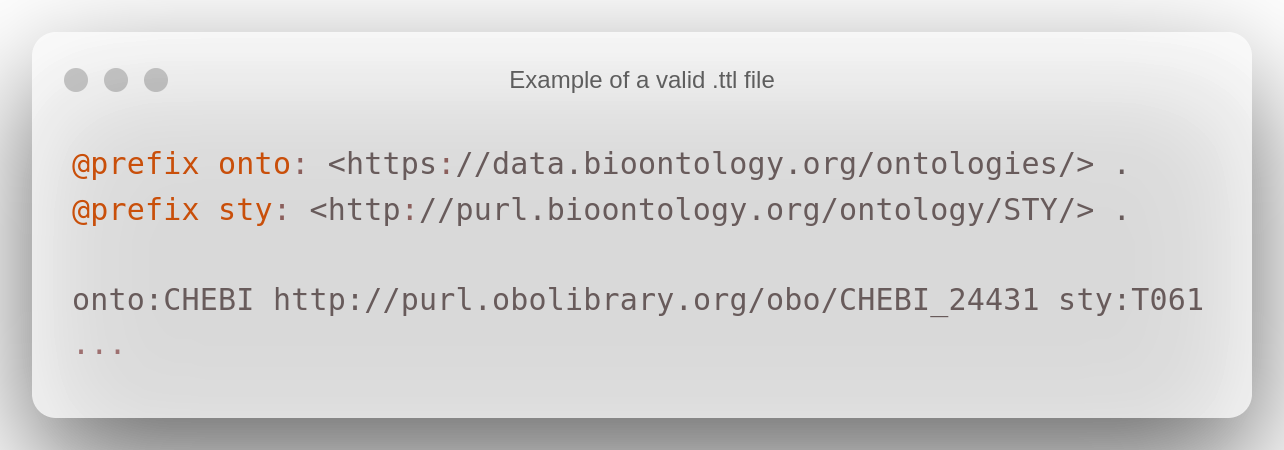 Example of a valid .ttl file
@prefix onto: <https://data.bioontology.org/ontologies/> .
@prefix sty: <http://purl.bioontology.org/ontology/STY/> .
onto:CHEBI http://purl.obolibrary.org/obo/CHEBI_24431 sty:T061
...